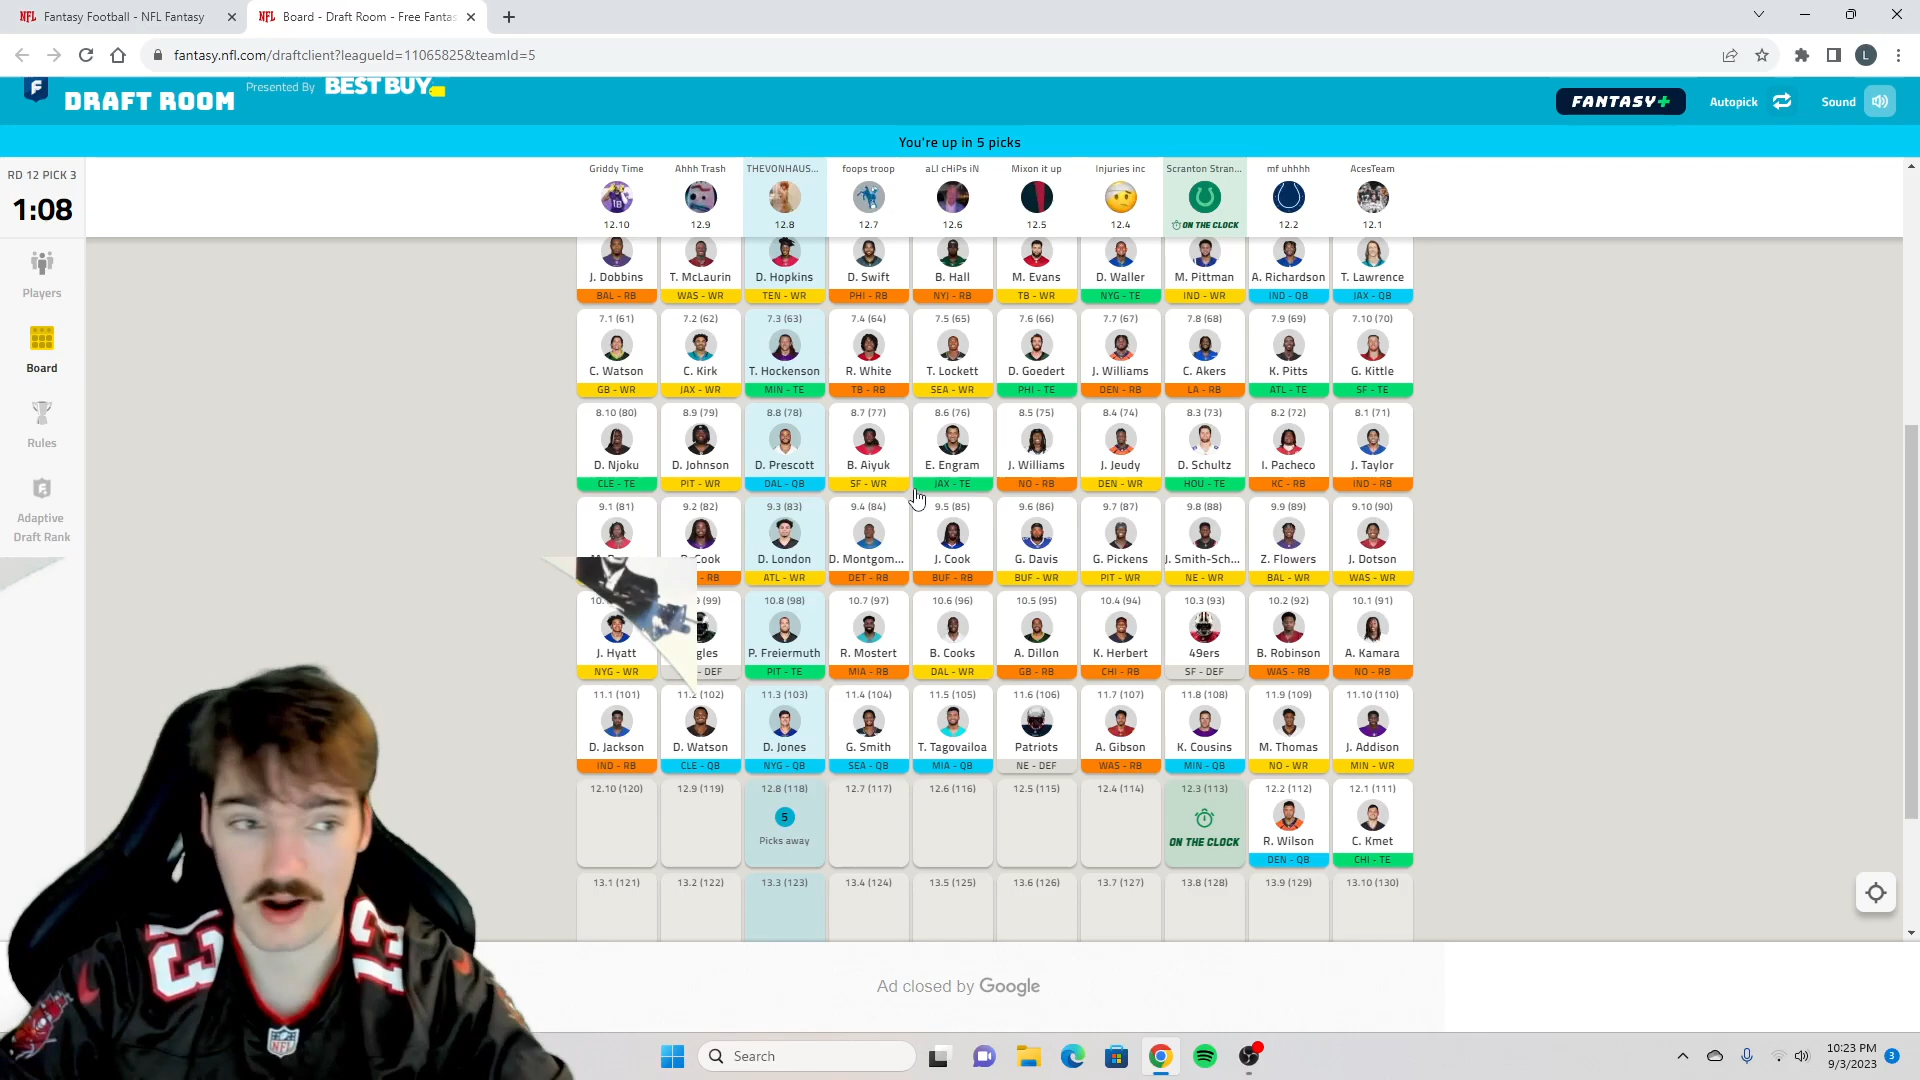 Fantasy Football - NFL Fantasy
Board - Draft Room - Free Fantas
fantasy.nfl.com/draftclient?leagueId=11065825&teamId=5
L
F
DRAFT ROOM
Presented By BEST BUY
FANTASY+
Autopick
Sound
You're up in 5 picks
RD 12 PICK 3
1:08
Griddy Time Ahhh Trash THEVONHAUS... foops troop aLl cHiPs iN Mixon it up Injuries inc Scranton Stran... mf uhhhh AcesTeam
12.10 12.9 12.8 12.7 12.6 12.5 12.4 ON THE CLOCK 12.2 12.1
Players
Board
Rules
Adaptive
Draft Rank
J. Dobbins T. McLaurin D. Hopkins D. Swift B. Hall M. Evans D. Waller M. Pittman A. Richardson T. Lawrence
BAL - RB WAS - WR TEN - WR PHI - RB NYJ - RB TB - WR NYG - TE IND - WR IND - QB JAX - QB
7.1 (61) 7.2 (62) 7.3 (63) 7.4 (64) 7.5 (65) 7.6 (66) 7.7 (67) 7.8 (68) 7.9 (69) 7.10 (70)
C. Watson C. Kirk T. Hockenson R. White T. Lockett D. Goedert J. Williams C. Akers K. Pitts G. Kittle
GB - WR JAX - WR MIN - TE TB - RB SEA - WR PHI - TE DEN - RB LA - RB ATL - TE SF - TE
8.10 (80) 8.9 (79) 8.8 (78) 8.7 (77) 8.6 (76) 8.5 (75) 8.4 (74) 8.3 (73) 8.2 (72) 8.1 (71)
D. Njoku D. Johnson D. Prescott B. Aiyuk E. Engram J. Williams J. Jeudy D. Schultz I. Pacheco J. Taylor
CLE - TE PIT - WR DAL - QB SF - WR JAX - TE NO - RB DEN - WR HOU - TE KC - RB IND - RB
9.1 (81) 9.2 (82) 9.3 (83) 9.4 (84) 9.5 (85) 9.6 (86) 9.7 (87) 9.8 (88) 9.9 (89) 9.10 (90)
Cook D. London D. Montgom... J. Cook G. Davis G. Pickens J. Smith-Sch... Z. Flowers J. Dotson
- RB ATL - WR DET - RB BUF - RB BUF - WR PIT - WR NE - WR BAL - WR WAS - WR
10. (99) 10.8 (98) 10.7 (97) 10.6 (96) 10.5 (95) 10.4 (94) 10.3 (93) 10.2 (92) 10.1 (91)
J. Hyatt gles P. Freiermuth R. Mostert B. Cooks A. Dillon K. Herbert 49ers B. Robinson A. Kamara
NYG - WR - DEF PIT - TE MIA - RB DAL - WR GB - RB CHI - RB SF - DEF WAS - RB NO - RB
11.1 (101) 11.2 (102) 11.3 (103) 11.4 (104) 11.5 (105) 11.6 (106) 11.7 (107) 11.8 (108) 11.9 (109) 11.10 (110)
D. Jackson D. Watson D. Jones G. Smith T. Tagovailoa Patriots A. Gibson K. Cousins M. Thomas J. Addison
IND - RB CLE - QB NYG - QB SEA - QB MIA - QB NE - DEF WAS - RB MIN - QB NO - WR MIN - WR
12.10 (120) 12.9 (119) 12.8 (118) 12.7 (117) 12.6 (116) 12.5 (115) 12.4 (114) 12.3 (113) 12.2 (112) 12.1 (111)
5
Picks away ON THE CLOCK R. Wilson C. Kmet
DEN - QB CHI - TE
13.1 (121) 13.2 (122) 13.3 (123) 13.4 (124) 13.5 (125) 13.6 (126) 13.7 (127) 13.8 (128) 13.9 (129) 13.10 (130)
Ad closed by Google
13 13
NFL
Search
10:23 PM
9/3/2023
3